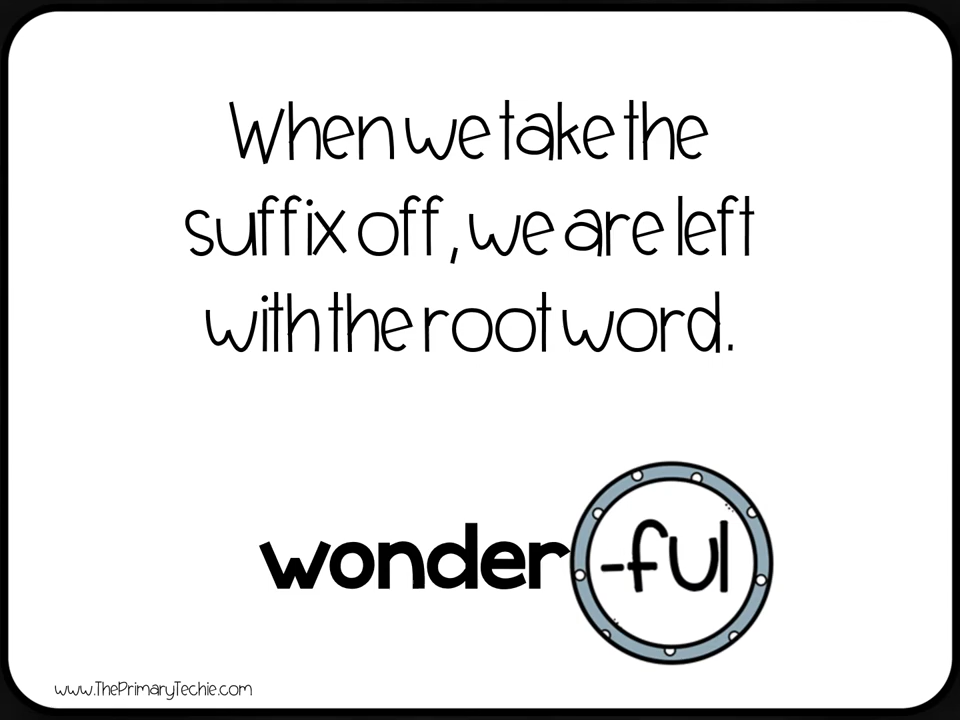 When we take the
suffix off, we are left
with the root word.
wonder -ful
www.ThePrimaryTechie.com